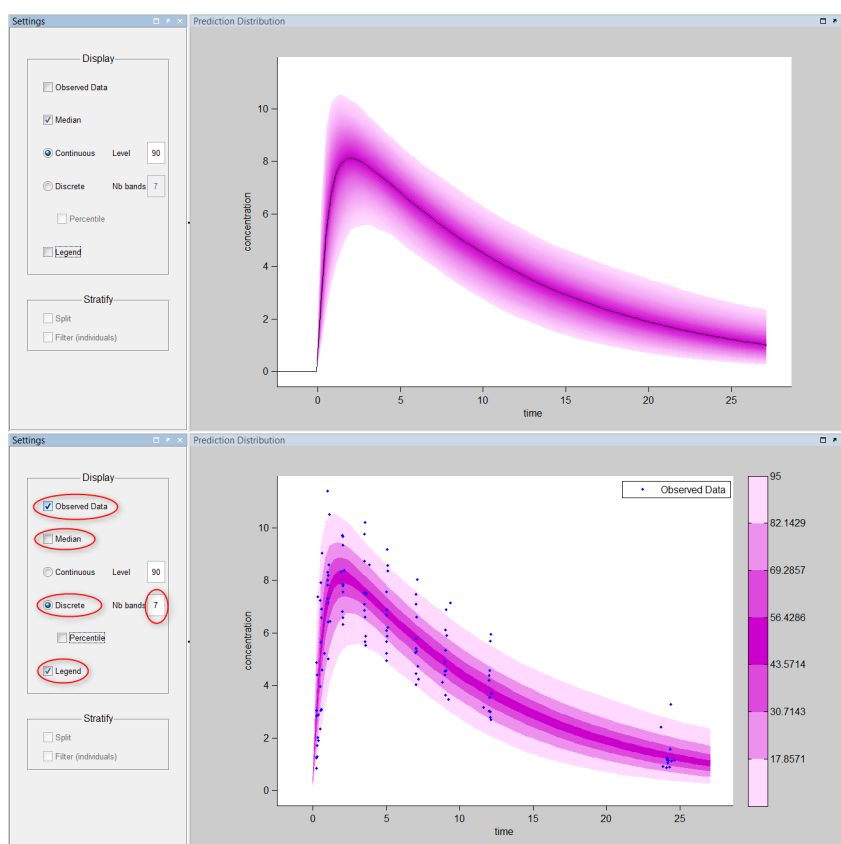 Settings
Prediction Distribution
Display
Observed Data
Median
Continuous Level 90
Discrete Nb bands 7
Percentile
Legend
Stratify
Split
Filter (individuals)
concentration
10
8
6
4
2
0
0 5 10 15 20 25
time
Settings
Prediction Distribution
Display
Observed Data
Median
Continuous Level 90
Discrete Nb bands 7
Percentile
Legend
Stratify
Split
Filter (individuals)
Observed Data
concentration
10
8
6
4
2
0
0 5 10 15 20 25
time
95
82.1429
69.2857
56.4286
43.5714
30.7143
17.8571